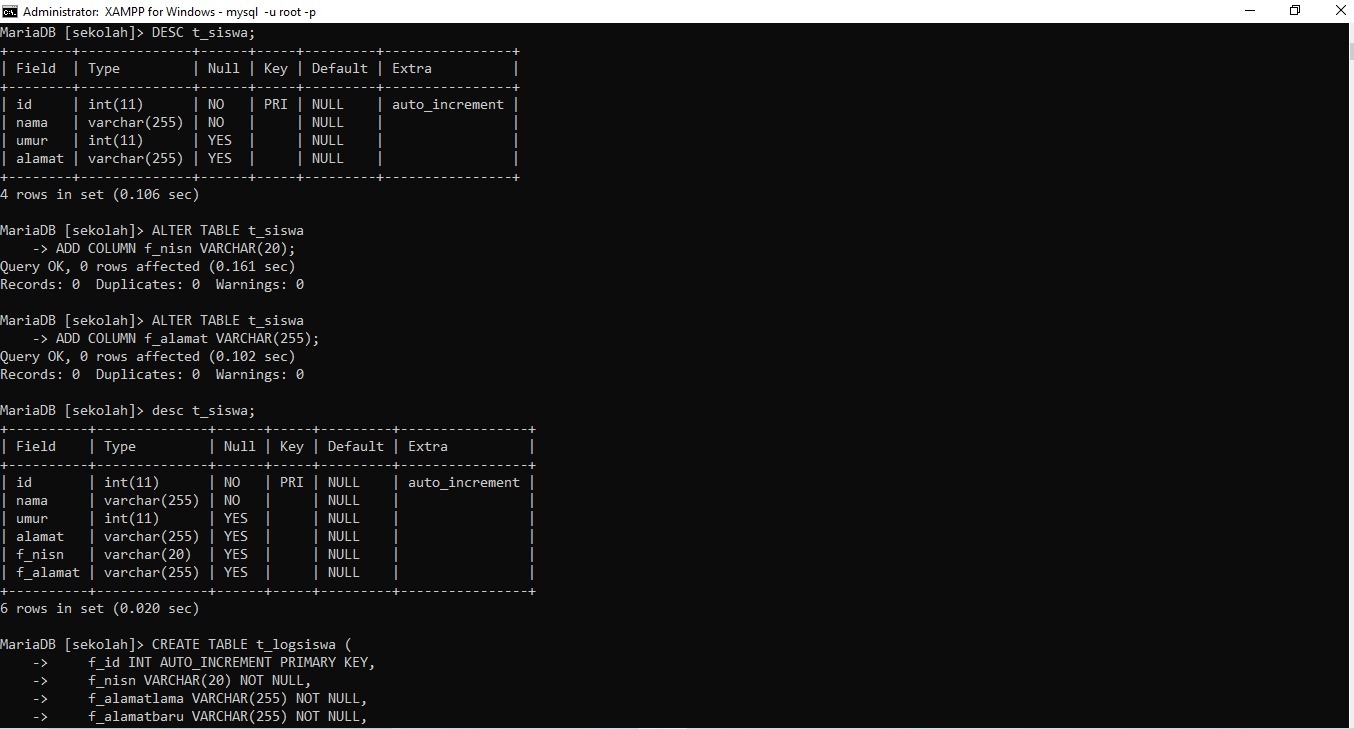 Administrator: XAMPP for Windows - mysql -u root -p
MariaDB [sekolah]> DESC t_siswa;
+--------+--------------+------+-----+---------+----------------+
| Field  | Type         | Null | Key | Default | Extra          |
+--------+--------------+------+-----+---------+----------------+
| id     | int(11)      | NO   | PRI | NULL    | auto_increment |
| nama   | varchar(255) | NO   |     | NULL    |                |
| umur   | int(11)      | YES  |     | NULL    |                |
| alamat | varchar(255) | YES  |     | NULL    |                |
+--------+--------------+------+-----+---------+----------------+
4 rows in set (0.106 sec)

MariaDB [sekolah]> ALTER TABLE t_siswa
    -> ADD COLUMN f_nisn VARCHAR(20);
Query OK, 0 rows affected (0.161 sec)
Records: 0  Duplicates: 0  Warnings: 0

MariaDB [sekolah]> ALTER TABLE t_siswa
    -> ADD COLUMN f_alamat VARCHAR(255);
Query OK, 0 rows affected (0.102 sec)
Records: 0  Duplicates: 0  Warnings: 0

MariaDB [sekolah]> desc t_siswa;
+----------+--------------+------+-----+---------+----------------+
| Field    | Type         | Null | Key | Default | Extra          |
+----------+--------------+------+-----+---------+----------------+
| id       | int(11)      | NO   | PRI | NULL    | auto_increment |
| nama     | varchar(255) | NO   |     | NULL    |                |
| umur     | int(11)      | YES  |     | NULL    |                |
| alamat   | varchar(255) | YES  |     | NULL    |                |
| f_nisn   | varchar(20)  | YES  |     | NULL    |                |
| f_alamat | varchar(255) | YES  |     | NULL    |                |
+----------+--------------+------+-----+---------+----------------+
6 rows in set (0.020 sec)

MariaDB [sekolah]> CREATE TABLE t_logsiswa (
    ->     f_id INT AUTO_INCREMENT PRIMARY KEY,
    ->     f_nisn VARCHAR(20) NOT NULL,
    ->     f_alamatlama VARCHAR(255) NOT NULL,
    ->     f_alamatbaru VARCHAR(255) NOT NULL,